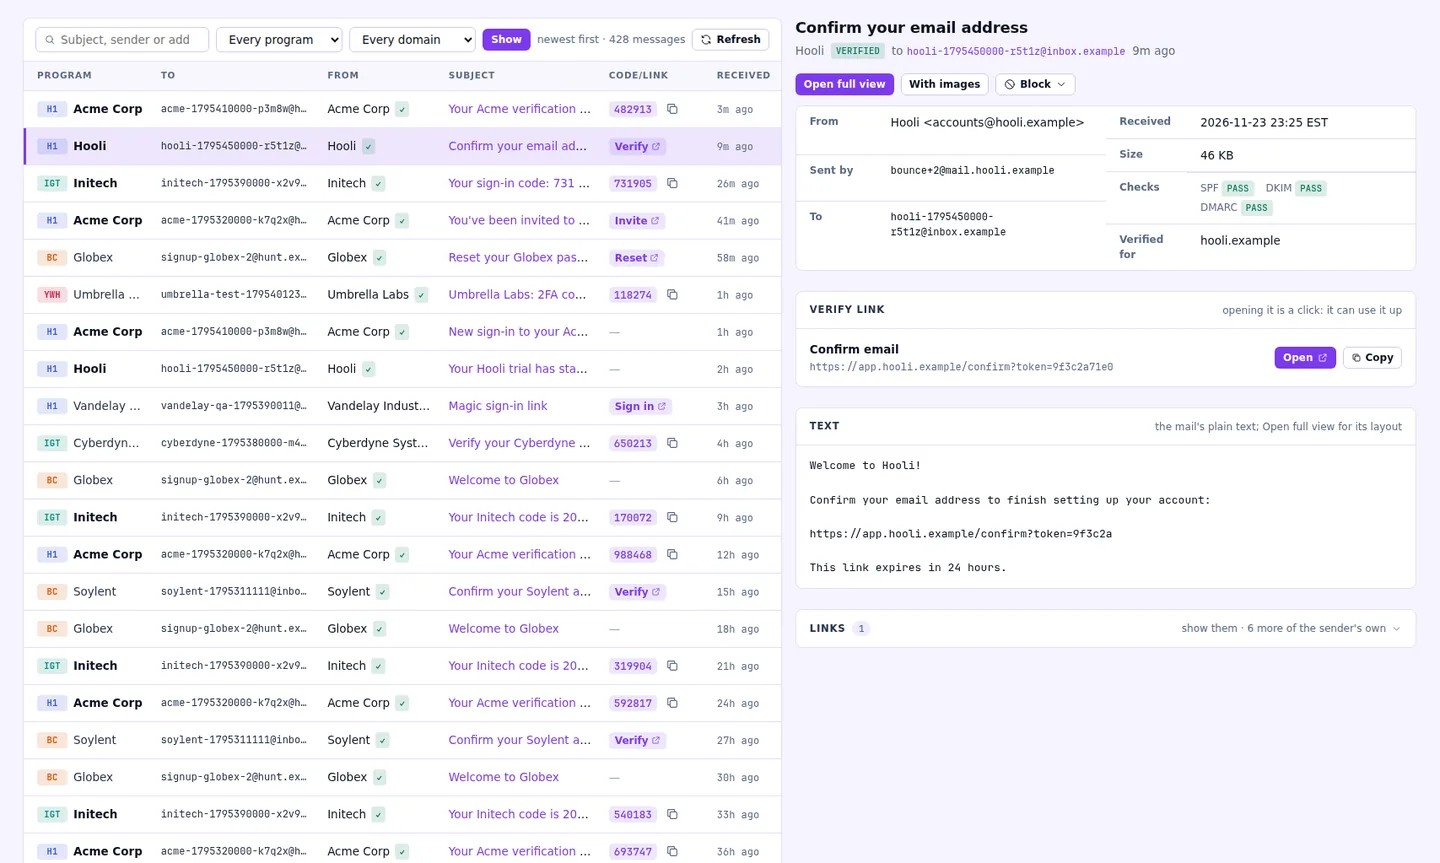 Subject, sender or add
Every program
Every domain
Show
newest first · 428 messages
Refresh
PROGRAM TO FROM SUBJECT CODE/LINK RECEIVED
H1 Acme Corp acme-1795410000-p3m8w@h… Acme Corp ✓ Your Acme verification … 482913 3m ago
H1 Hooli hooli-1795450000-r5t1z@… Hooli ✓ Confirm your email ad… Verify 9m ago
IGT Initech initech-1795390000-x2v9… Initech ✓ Your sign-in code: 731 … 731905 26m ago
H1 Acme Corp acme-1795320000-k7q2x@h… Acme Corp ✓ You've been invited to … Invite 41m ago
BC Globex signup-globex-2@hunt.ex… Globex ✓ Reset your Globex pas… Reset 58m ago
YWH Umbrella … umbrella-test-179540123… Umbrella Labs ✓ Umbrella Labs: 2FA co… 118274 1h ago
H1 Acme Corp acme-1795410000-p3m8w@h… Acme Corp ✓ New sign-in to your Ac… — 1h ago
H1 Hooli hooli-1795450000-r5t1z@… Hooli ✓ Your Hooli trial has sta… — 2h ago
H1 Vandelay … vandelay-qa-1795390011@… Vandelay Indust… Magic sign-in link Sign in 3h ago
IGT Cyberdyn… cyberdyne-1795380000-m4… Cyberdyne Syst… Verify your Cyberdyne … 650213 4h ago
BC Globex signup-globex-2@hunt.ex… Globex ✓ Welcome to Globex — 6h ago
IGT Initech initech-1795390000-x2v9… Initech ✓ Your Initech code is 20… 170072 9h ago
H1 Acme Corp acme-1795320000-k7q2x@h… Acme Corp ✓ Your Acme verification … 988468 12h ago
BC Soylent soylent-1795311111@inbo… Soylent ✓ Confirm your Soylent a… Verify 15h ago
BC Globex signup-globex-2@hunt.ex… Globex ✓ Welcome to Globex — 18h ago
IGT Initech initech-1795390000-x2v9… Initech ✓ Your Initech code is 20… 319904 21h ago
H1 Acme Corp acme-1795320000-k7q2x@h… Acme Corp ✓ Your Acme verification … 592817 24h ago
BC Soylent soylent-1795311111@inbo… Soylent ✓ Confirm your Soylent a… Verify 27h ago
BC Globex signup-globex-2@hunt.ex… Globex ✓ Welcome to Globex — 30h ago
IGT Initech initech-1795390000-x2v9… Initech ✓ Your Initech code is 20… 540183 33h ago
H1 Acme Corp acme-1795320000-k7q2x@h… Acme Corp ✓ Your Acme verification … 693747 36h ago
Confirm your email address
Hooli VERIFIED to hooli-1795450000-r5t1z@inbox.example 9m ago
Open full view
With images
Block
From Hooli <accounts@hooli.example>
Sent by bounce+2@mail.hooli.example
To hooli-1795450000-
r5t1z@inbox.example
Received 2026-11-23 23:25 EST
Size 46 KB
Checks SPF PASS DKIM PASS
DMARC PASS
Verified hooli.example
for
VERIFY LINK opening it is a click: it can use it up
Confirm email
https://app.hooli.example/confirm?token=9f3c2a71e0
Open
Copy
TEXT the mail's plain text; Open full view for its layout
Welcome to Hooli!
Confirm your email address to finish setting up your account:
https://app.hooli.example/confirm?token=9f3c2a
This link expires in 24 hours.
LINKS 1 show them · 6 more of the sender's own